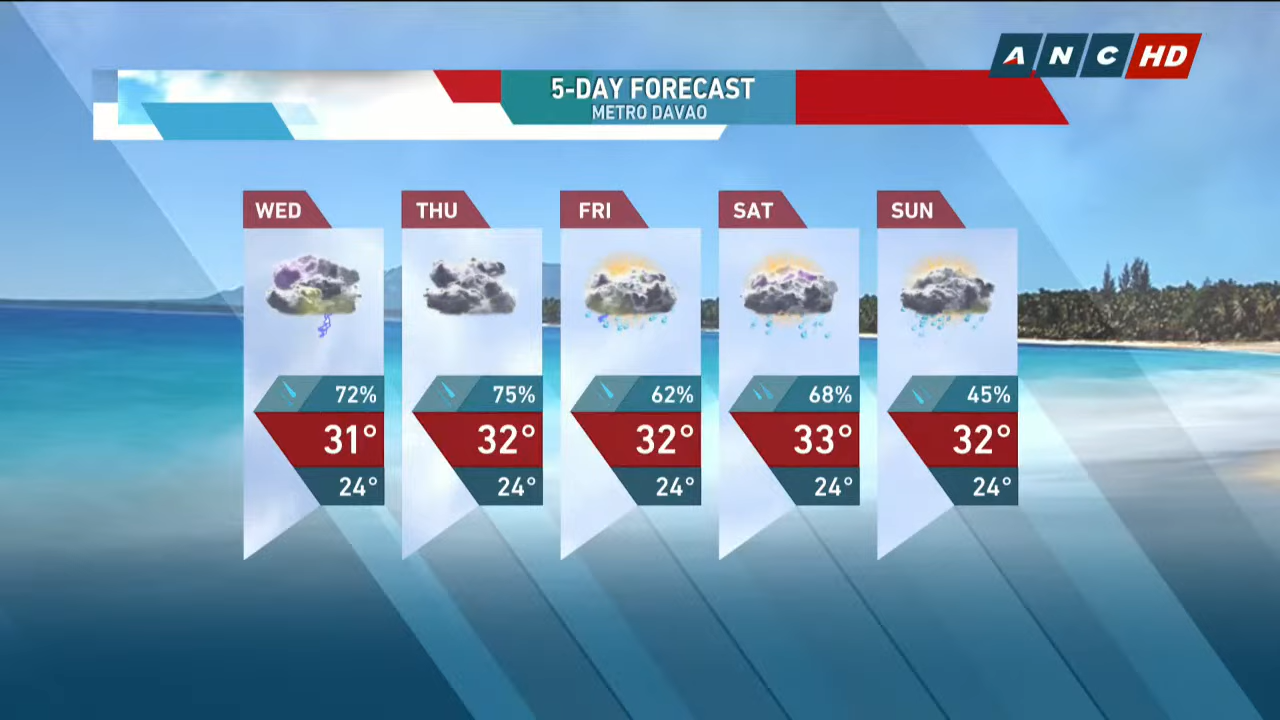 ANC HD
5-DAY FORECAST
METRO DAVAO
WED
72%
31°
24°
THU
75%
32°
24°
FRI
62%
32°
24°
SAT
68%
33°
24°
SUN
45%
32°
24°